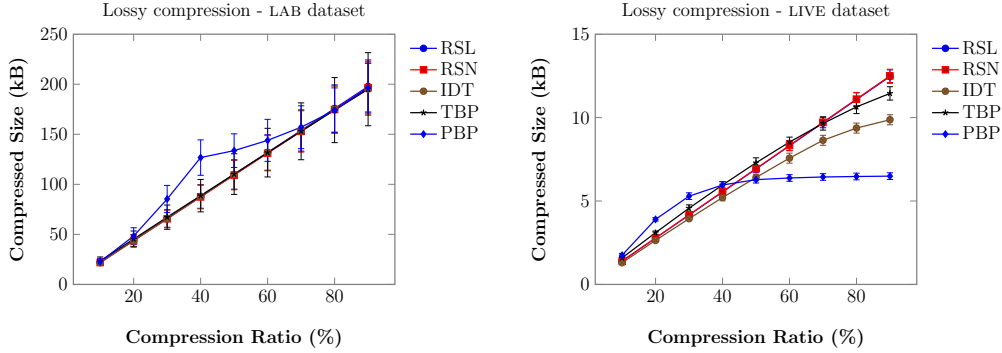 Lossy compression - LAB dataset
250
200
150
100
50
0
20
40
60
80
Compressed Size (kB)
Compression Ratio (%)
RSL
RSN
IDT
TBP
PBP
Lossy compression - LIVE dataset
15
10
5
0
20
40
60
80
Compressed Size (kB)
Compression Ratio (%)
RSL
RSN
IDT
TBP
PBP